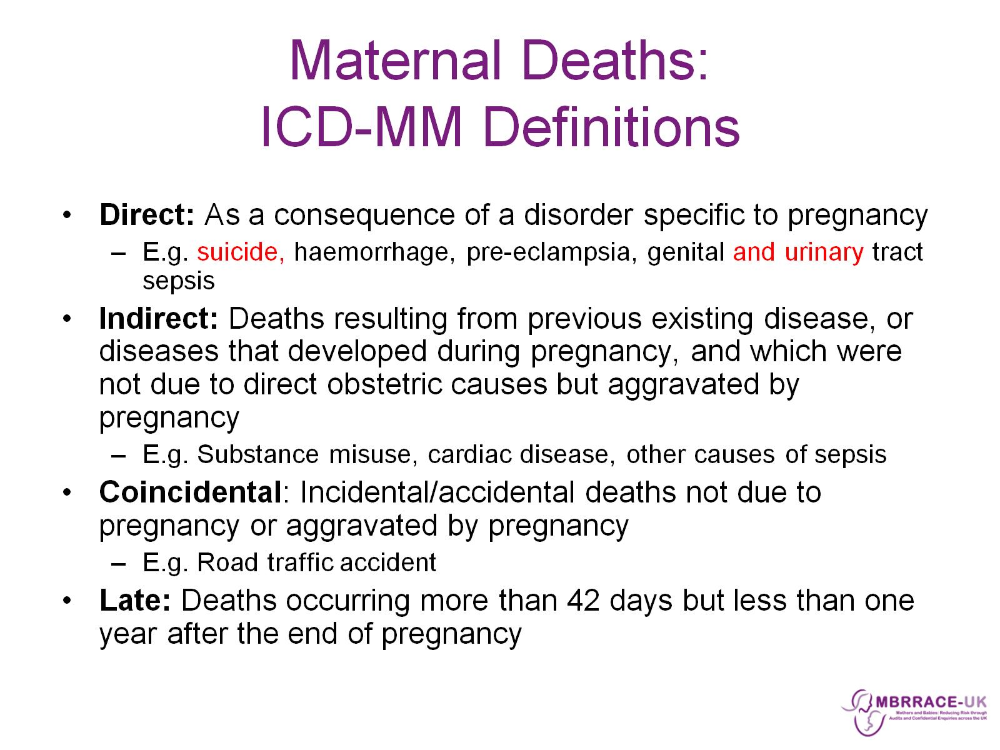 Maternal Deaths:
ICD-MM Definitions
• Direct: As a consequence of a disorder specific to pregnancy
– E.g. suicide, haemorrhage, pre-eclampsia, genital and urinary tract
sepsis
• Indirect: Deaths resulting from previous existing disease, or
diseases that developed during pregnancy, and which were
not due to direct obstetric causes but aggravated by
pregnancy
– E.g. Substance misuse, cardiac disease, other causes of sepsis
• Coincidental: Incidental/accidental deaths not due to
pregnancy or aggravated by pregnancy
– E.g. Road traffic accident
• Late: Deaths occurring more than 42 days but less than one
year after the end of pregnancy
MBRRACE-UK
Mothers and Babies: Reducing Risk through
Audits and Confidential Enquiries across the UK